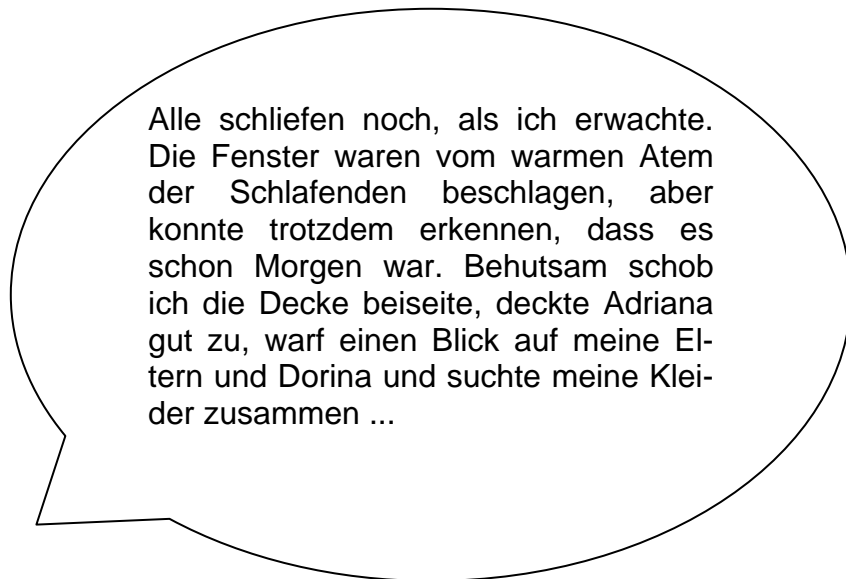 Alle schliefen noch, als ich erwachte.
Die Fenster waren vom warmen Atem
der Schlafenden beschlagen, aber
konnte trotzdem erkennen, dass es
schon Morgen war. Behutsam schob
ich die Decke beiseite, deckte Adriana
gut zu, warf einen Blick auf meine El-
tern und Dorina und suchte meine Klei-
der zusammen ...